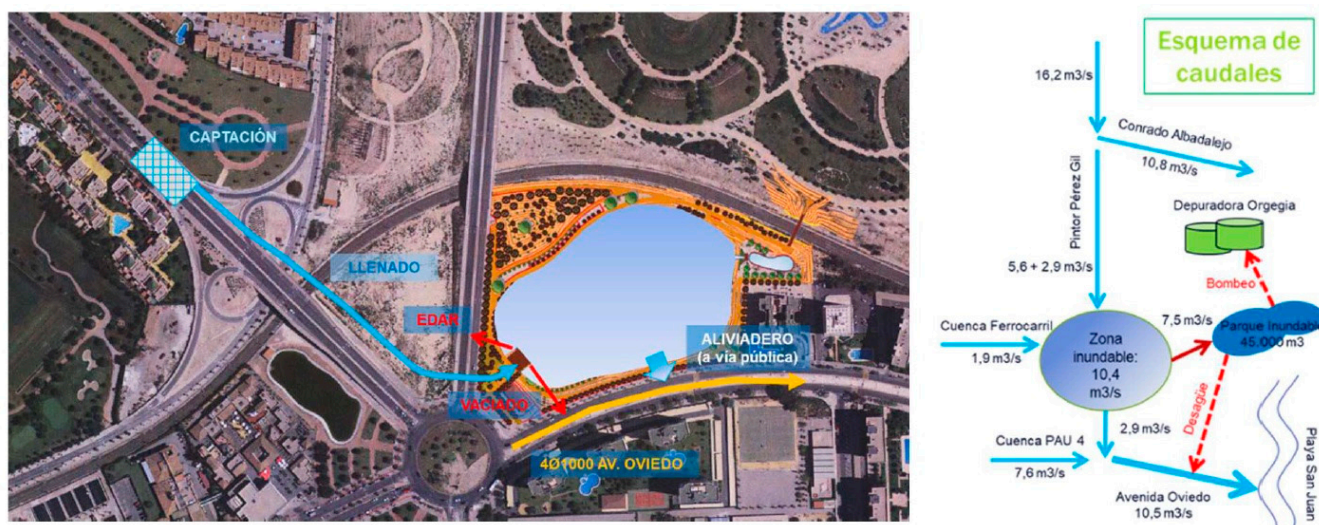 CAPTACIÓN
LLENADO
EDAR
VACIADO
ALIVIADERO
(a vía pública)
4Ø1000 AV. OVIEDO
Esquema de
caudales
16,2 m3/s
Conrado Albadalejo
10,8 m3/s
Pintor Pérez Gil
5,6 + 2,9 m3/s
Depuradora Orgegia
Bombeo
Cuenca Ferrocarril
1,9 m3/s
Zona
inundable:
10,4
m3/s
7,5 m3/s
Parque Inundable
45.000 m3
Desagüe
2,9 m3/s
Cuenca PAU 4
7,6 m3/s
Avenida Oviedo
10,5 m3/s
Playa San Juan